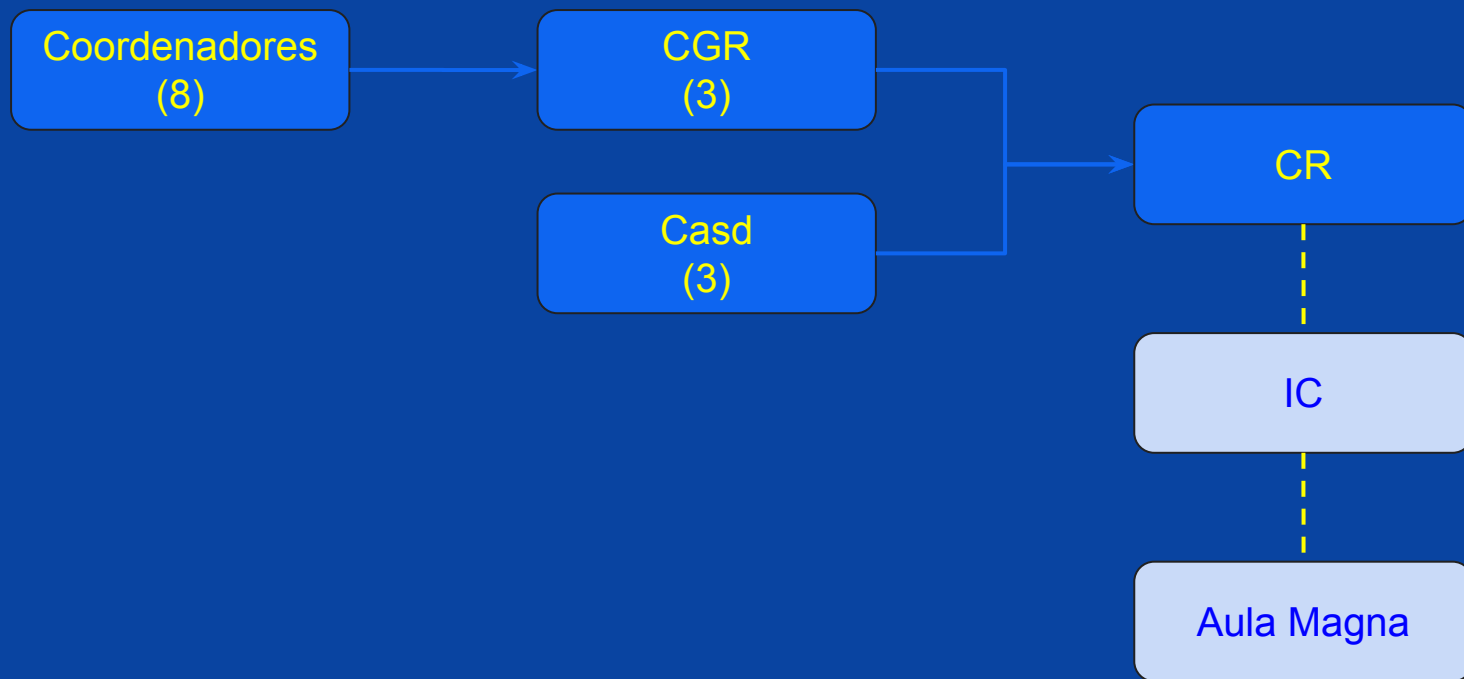 Coordenadores
(8)
CGR
(3)
Casd
(3)
CR
IC
Aula Magna